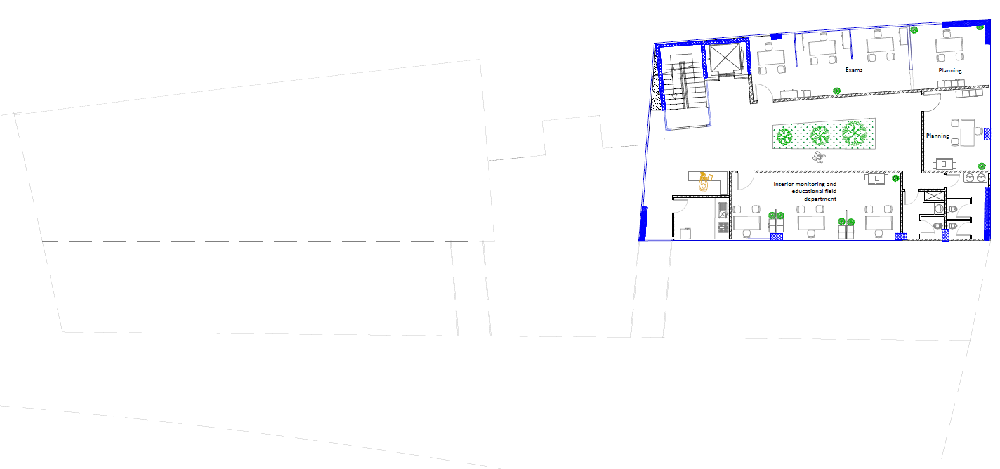 Exams
Planning
Planning
Interior monitoring and
educational field
department